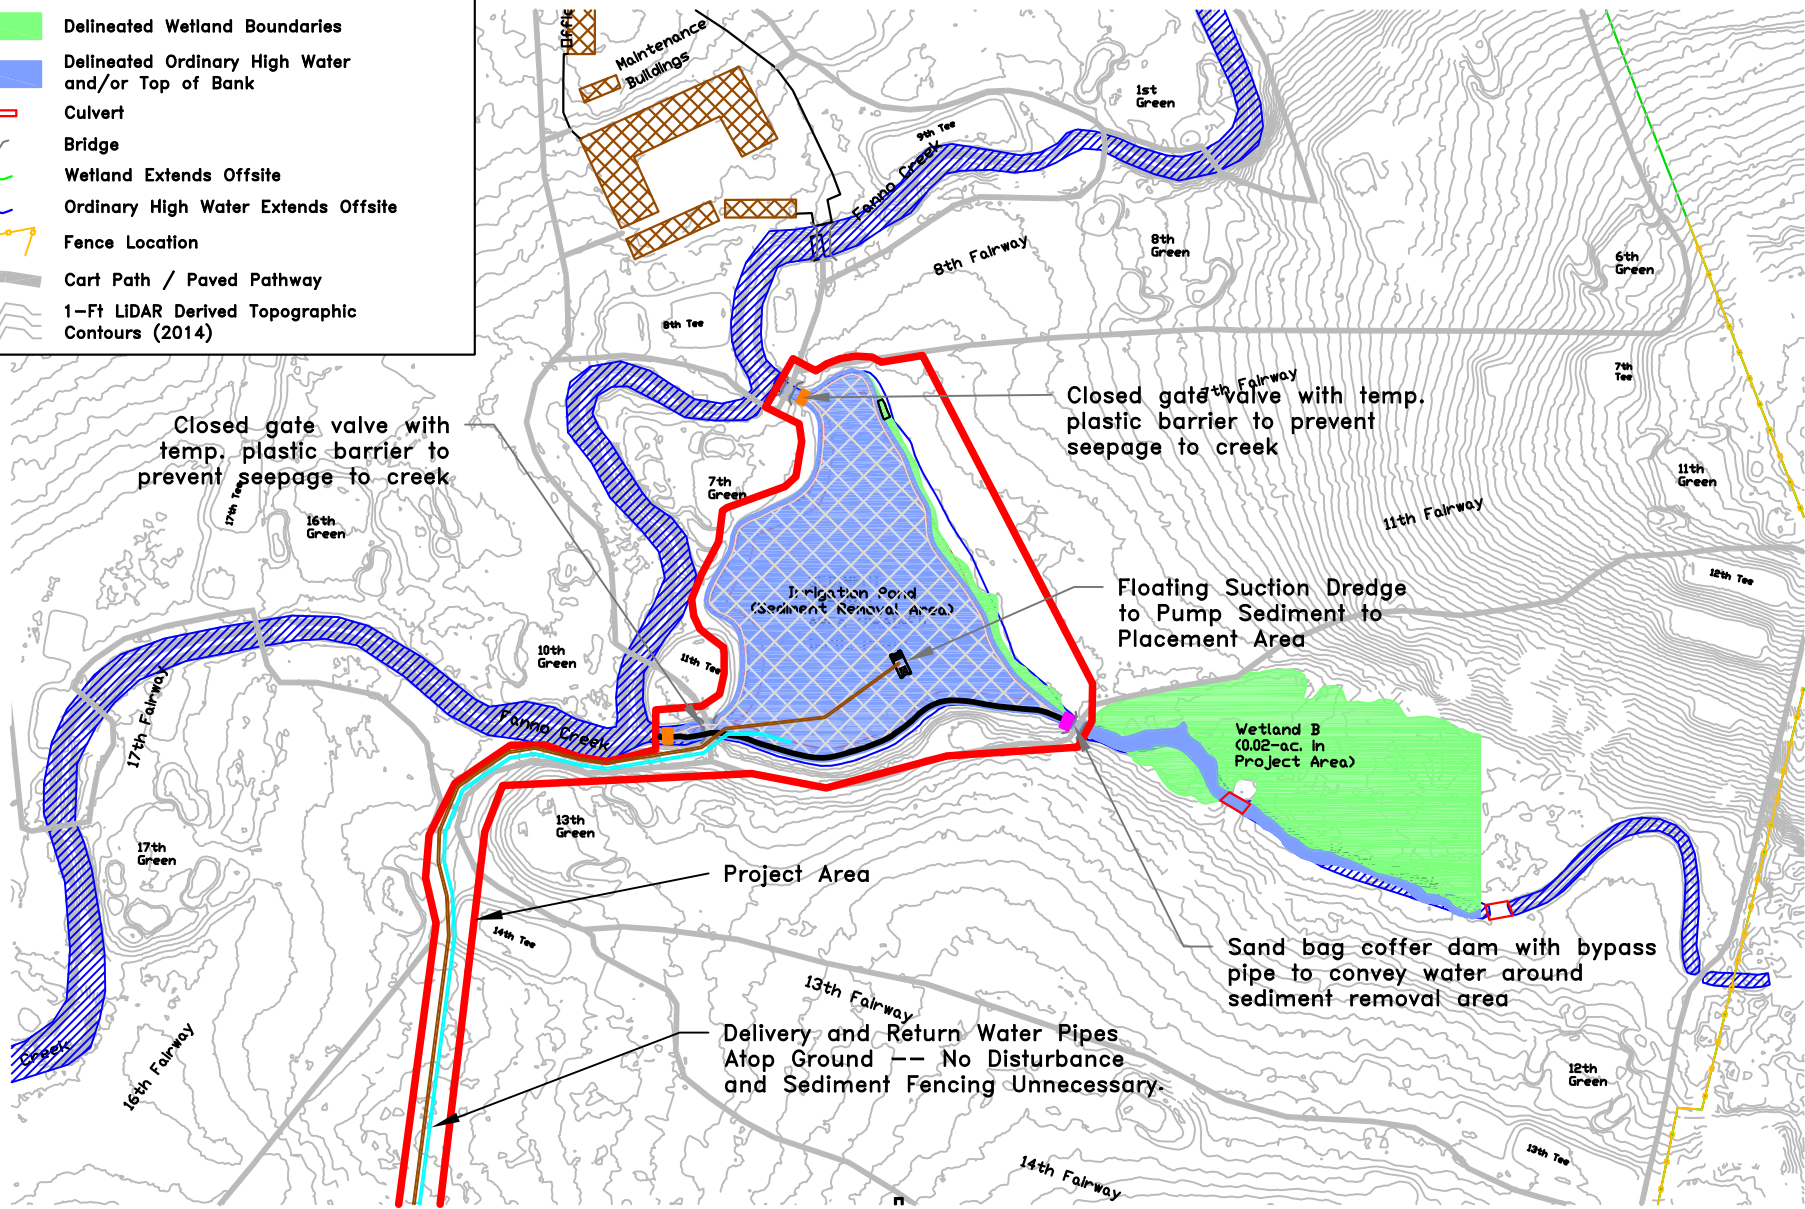 Delineated Wetland Boundaries
Delineated Ordinary High Water
and/or Top of Bank
Culvert
Bridge
Wetland Extends Offsite
Ordinary High Water Extends Offsite
Fence Location
Cart Path / Paved Pathway
1-Ft LiDAR Derived Topographic
Contours (2014)
Maintenance
Buildings
1st
Green
9th Tee
Fanno Creek
8th Fairway
8th
Green
6th
Green
8th Tee
7th
Tee
7th Fairway
Closed gate valve with temp.
plastic barrier to prevent
seepage to creek
Closed gate valve with
temp. plastic barrier to
prevent seepage to creek
17th Tee
16th
Green
7th
Green
11th
Green
11th Fairway
12th Tee
Irrigation Pond
(Sediment Removal Area)
Floating Suction Dredge
to Pump Sediment to
Placement Area
10th
Green
11th Tee
17th Fairway
Fanno Creek
Wetland B
(0.02-ac. in
Project Area)
13th
Green
17th
Green
Project Area
14th Tee
13th Fairway
Sand bag coffer dam with bypass
pipe to convey water around
sediment removal area
Delivery and Return Water Pipes
Atop Ground -- No Disturbance
and Sediment Fencing Unnecessary.
Creek
16th Fairway
12th
Green
13th Tee
14th Fairway